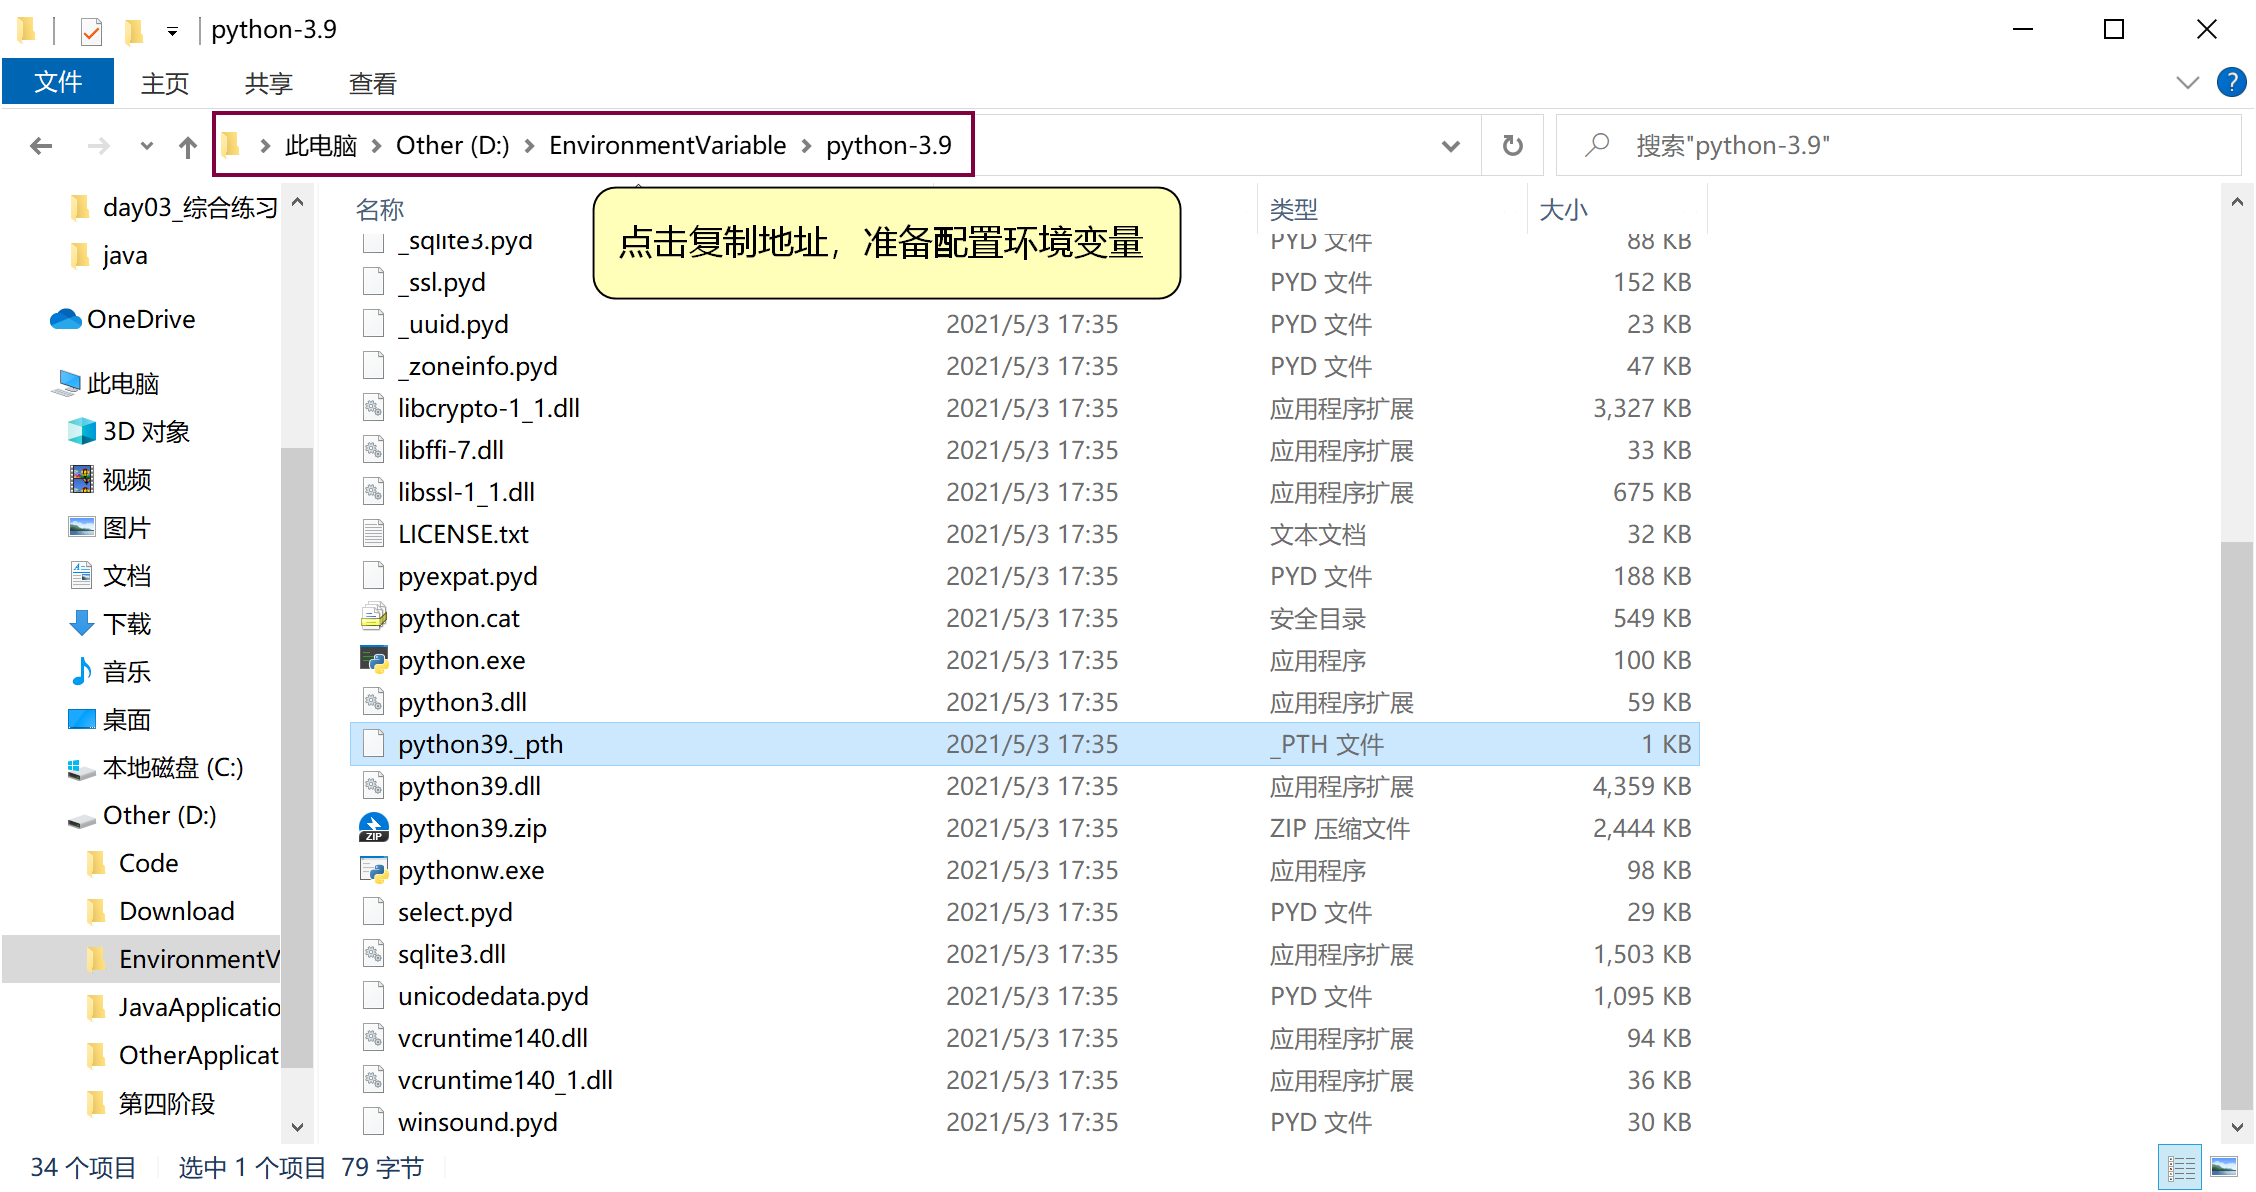 python-3.9
文件 主页 共享 查看
此电脑 Other (D:) EnvironmentVariable python-3.9
搜索"python-3.9"
day03_综合练习
java
OneDrive
此电脑
3D 对象
视频
图片
文档
下载
音乐
桌面
本地磁盘 (C:)
Other (D:)
Code
Download
EnvironmentV
JavaApplicatio
OtherApplicat
第四阶段
名称 类型 大小
点击复制地址，准备配置环境变量
_sqlite3.pyd PYD 文件 88 KB
_ssl.pyd PYD 文件 152 KB
_uuid.pyd 2021/5/3 17:35 PYD 文件 23 KB
_zoneinfo.pyd 2021/5/3 17:35 PYD 文件 47 KB
libcrypto-1_1.dll 2021/5/3 17:35 应用程序扩展 3,327 KB
libffi-7.dll 2021/5/3 17:35 应用程序扩展 33 KB
libssl-1_1.dll 2021/5/3 17:35 应用程序扩展 675 KB
LICENSE.txt 2021/5/3 17:35 文本文档 32 KB
pyexpat.pyd 2021/5/3 17:35 PYD 文件 188 KB
python.cat 2021/5/3 17:35 安全目录 549 KB
python.exe 2021/5/3 17:35 应用程序 100 KB
python3.dll 2021/5/3 17:35 应用程序扩展 59 KB
python39._pth 2021/5/3 17:35 _PTH 文件 1 KB
python39.dll 2021/5/3 17:35 应用程序扩展 4,359 KB
python39.zip 2021/5/3 17:35 ZIP 压缩文件 2,444 KB
pythonw.exe 2021/5/3 17:35 应用程序 98 KB
select.pyd 2021/5/3 17:35 PYD 文件 29 KB
sqlite3.dll 2021/5/3 17:35 应用程序扩展 1,503 KB
unicodedata.pyd 2021/5/3 17:35 PYD 文件 1,095 KB
vcruntime140.dll 2021/5/3 17:35 应用程序扩展 94 KB
vcruntime140_1.dll 2021/5/3 17:35 应用程序扩展 36 KB
winsound.pyd 2021/5/3 17:35 PYD 文件 30 KB
34 个项目 选中 1 个项目 79 字节